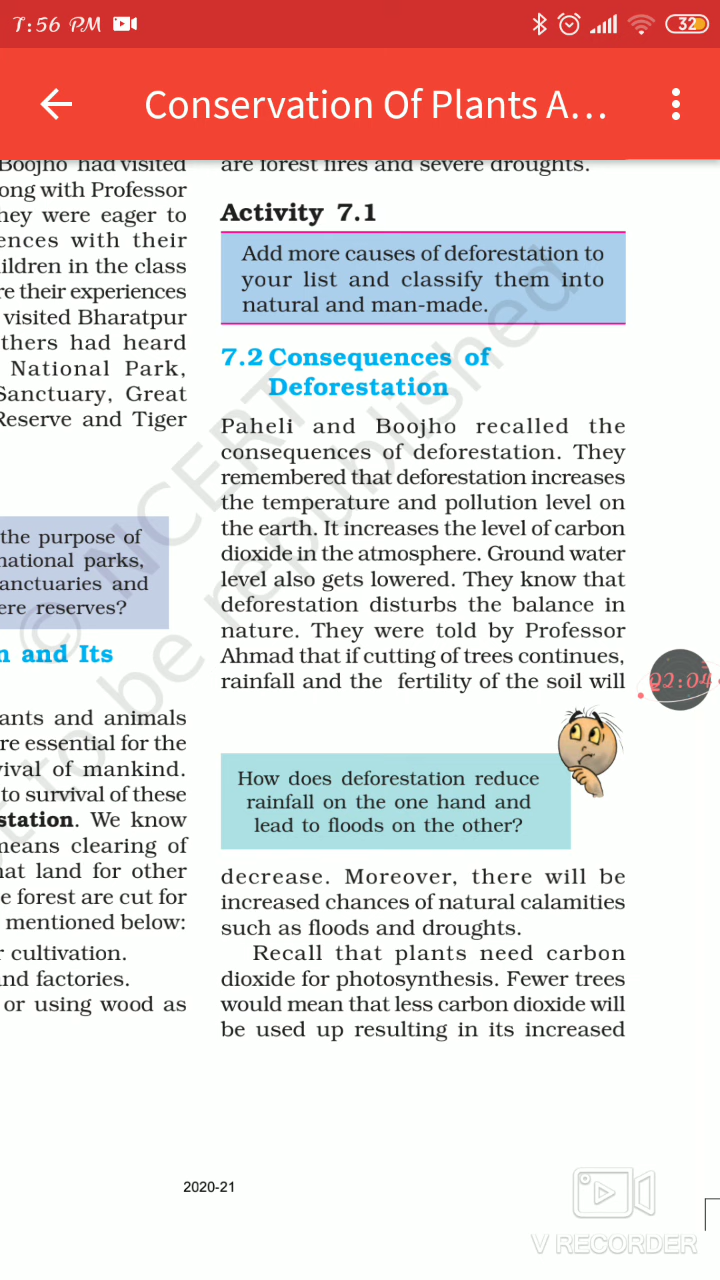 7:56 PM
32
Conservation Of Plants A...
Boojho had visited
ong with Professor
hey were eager to
ences with their
ildren in the class
re their experiences
visited Bharatpur
thers had heard
National Park,
Sanctuary, Great
Reserve and Tiger
the purpose of
national parks,
anctuaries and
ere reserves?
n and Its
ants and animals
re essential for the
vival of mankind.
to survival of these
station. We know
means clearing of
hat land for other
e forest are cut for
mentioned below:
r cultivation.
and factories.
or using wood as
are forest fires and severe droughts.
Activity 7.1
Add more causes of deforestation to
your list and classify them into
natural and man-made.
7.2 Consequences of
Deforestation
Paheli and Boojho recalled the
consequences of deforestation. They
remembered that deforestation increases
the temperature and pollution level on
the earth. It increases the level of carbon
dioxide in the atmosphere. Ground water
level also gets lowered. They know that
deforestation disturbs the balance in
nature. They were told by Professor
Ahmad that if cutting of trees continues,
rainfall and the fertility of the soil will
How does deforestation reduce
rainfall on the one hand and
lead to floods on the other?
decrease. Moreover, there will be
increased chances of natural calamities
such as floods and droughts.
Recall that plants need carbon
dioxide for photosynthesis. Fewer trees
would mean that less carbon dioxide will
be used up resulting in its increased
02:04
© NCERT
not to be republished
2020-21
V RECORDER